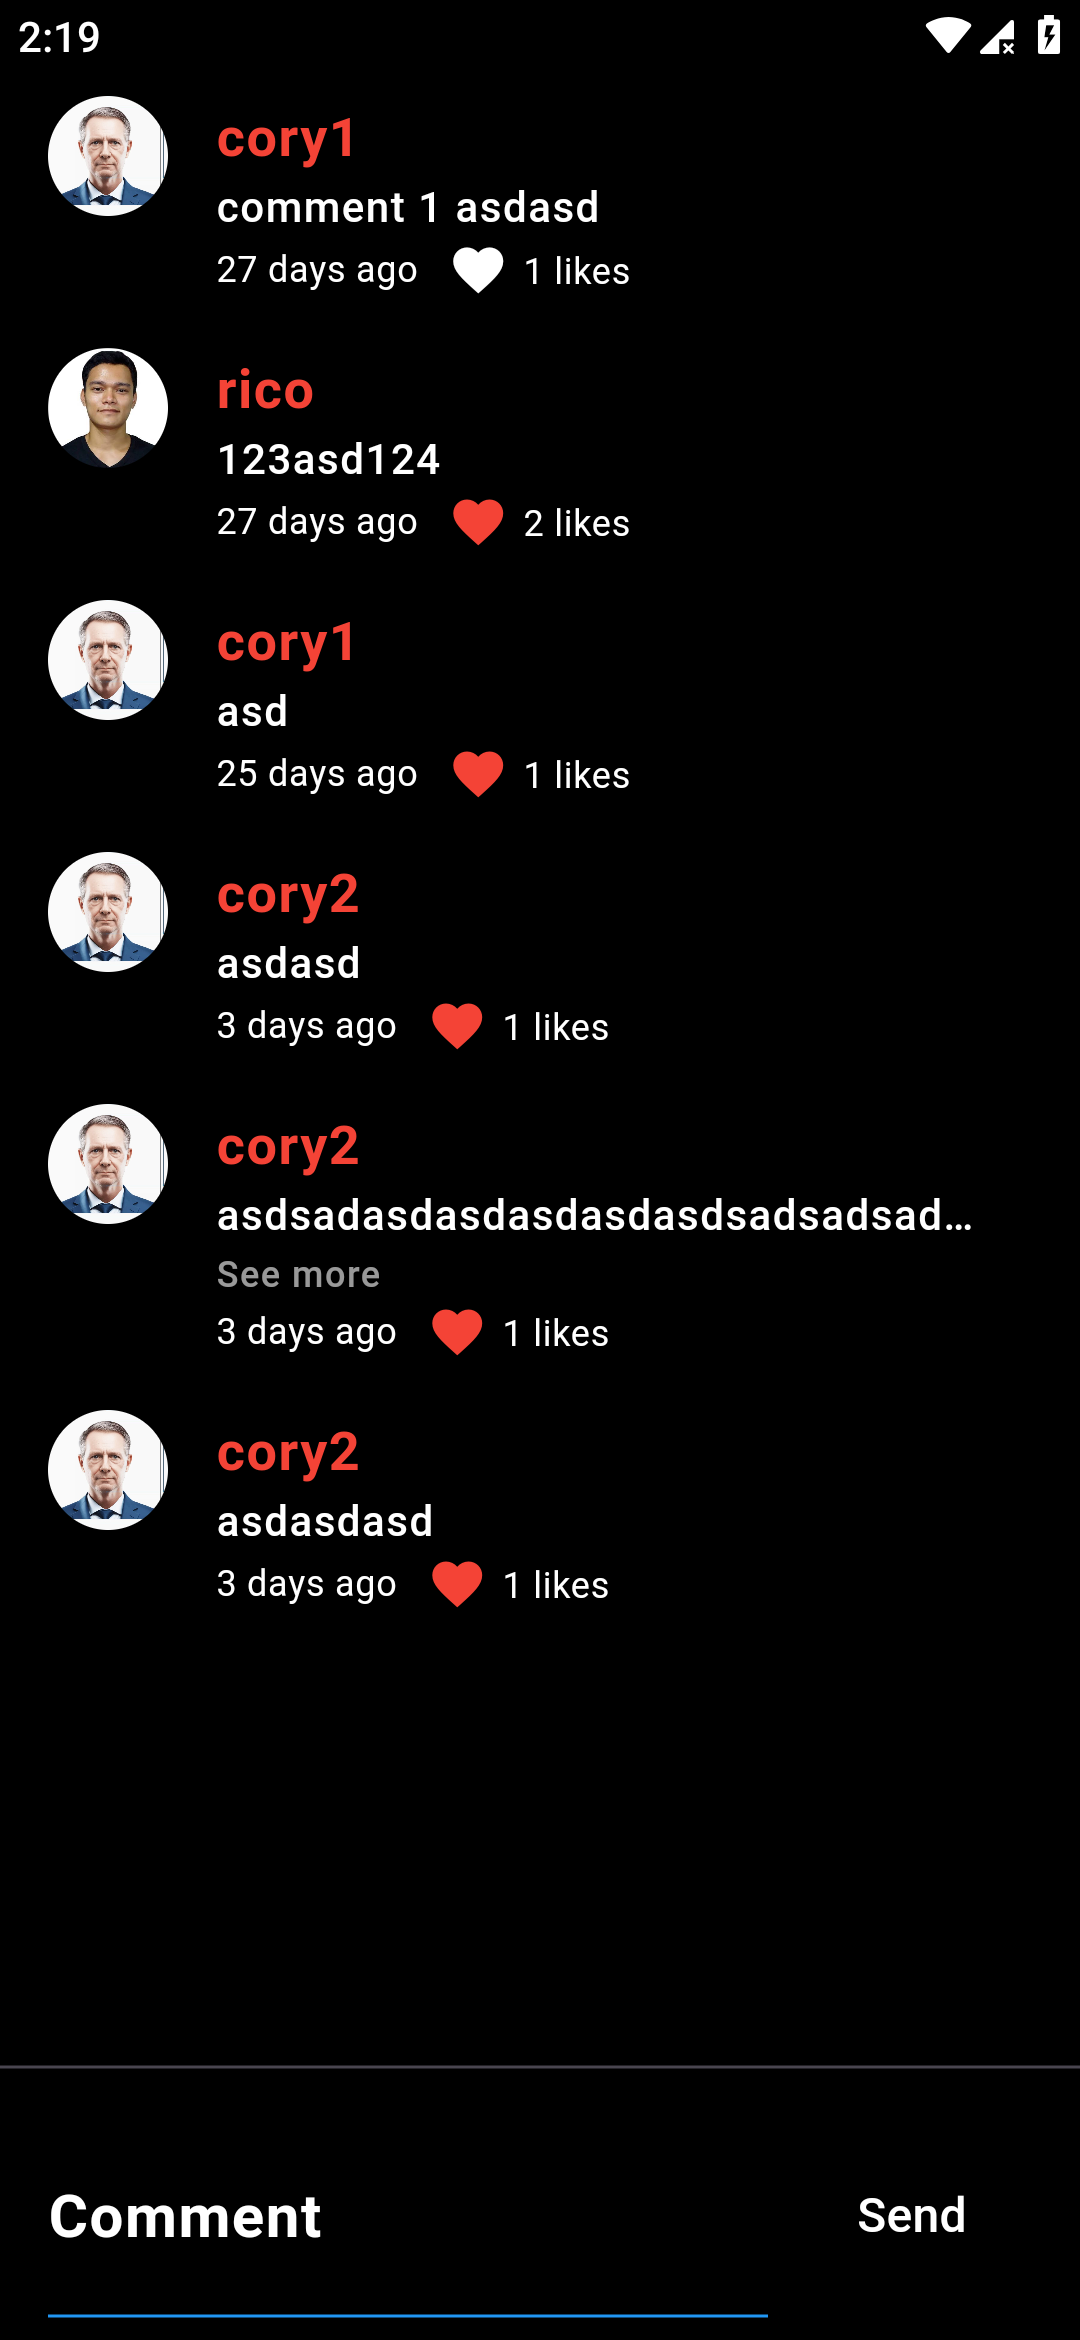 2:19
cory1
comment 1 asdasd
27 days ago 1 likes
rico
123asd124
27 days ago 2 likes
cory1
asd
25 days ago 1 likes
cory2
asdasd
3 days ago 1 likes
cory2
asdsadasdasdasdasdasdsadsadsad...
See more
3 days ago 1 likes
cory2
asdasdasd
3 days ago 1 likes
Comment Send